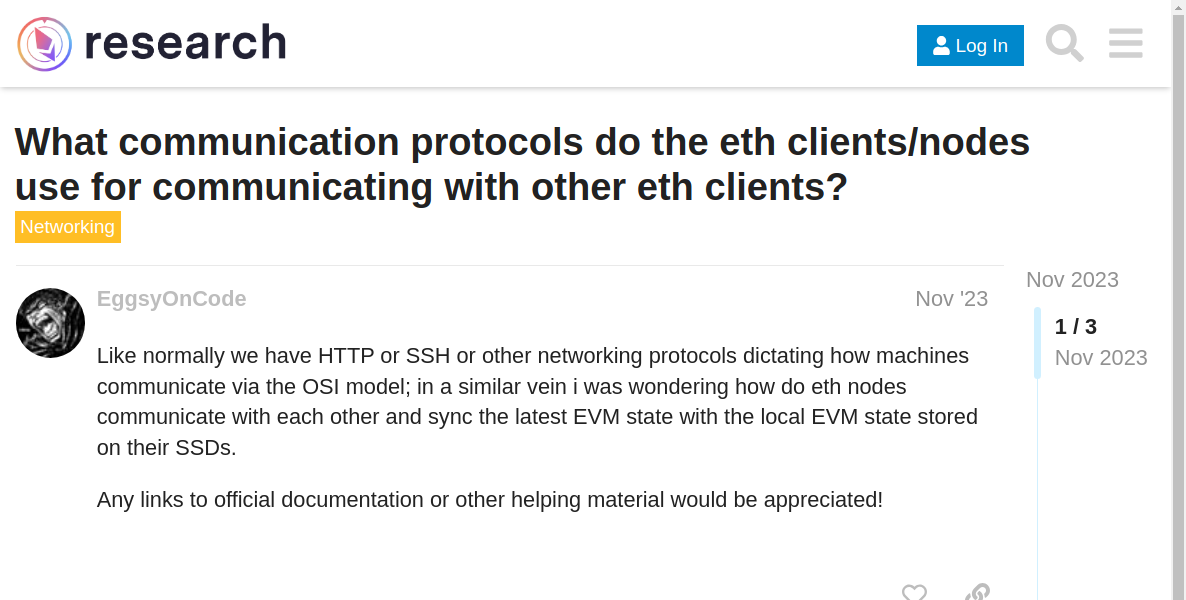 research
Log In
What communication protocols do the eth clients/nodes
use for communicating with other eth clients?
Networking
Nov 2023
EggsyOnCode
Nov '23
1 / 3
Nov 2023
Like normally we have HTTP or SSH or other networking protocols dictating how machines
communicate via the OSI model; in a similar vein i was wondering how do eth nodes
communicate with each other and sync the latest EVM state with the local EVM state stored
on their SSDs.
Any links to official documentation or other helping material would be appreciated!